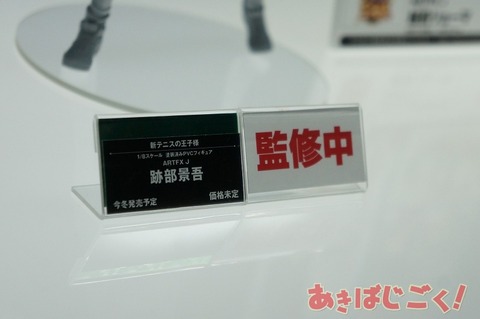 新テニスの王子様
1/8スケール 塗装済みPVCフィギュア
ARTFX J
跡部景吾
今冬発売予定
価格未定
監修中
あきばじごく!